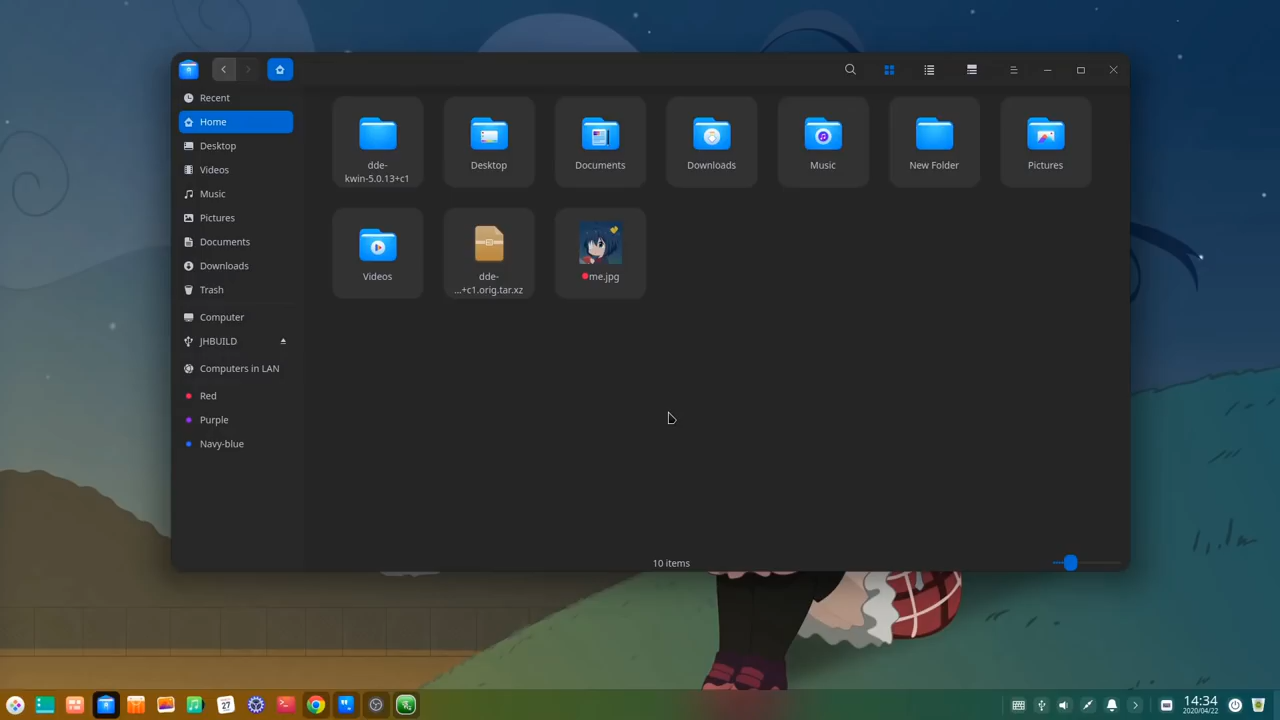 Recent
Home
Desktop
Videos
Music
Pictures
Documents
Downloads
Trash
Computer
JHBUILD
Computers in LAN
Red
Purple
Navy-blue
dde-
kwin-5.0.13+c1
Desktop
Documents
Downloads
Music
New Folder
Pictures
Videos
dde-
...+c1.orig.tar.xz
me.jpg
10 items
27
14:34
2020/04/22